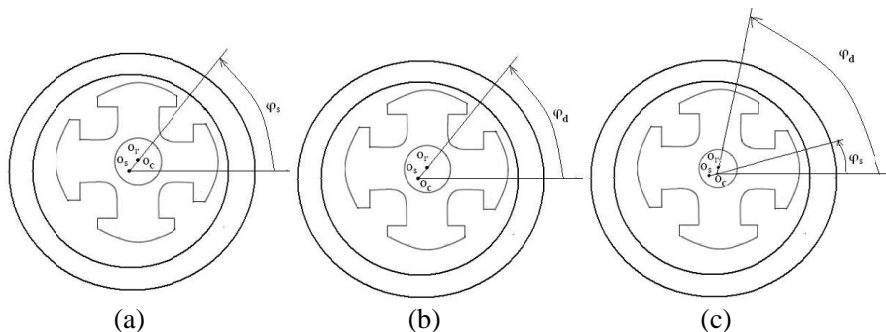 φs
or
os oc
φd
or
os
oc
φd
φs
or
os
oc
(a) (b) (c)